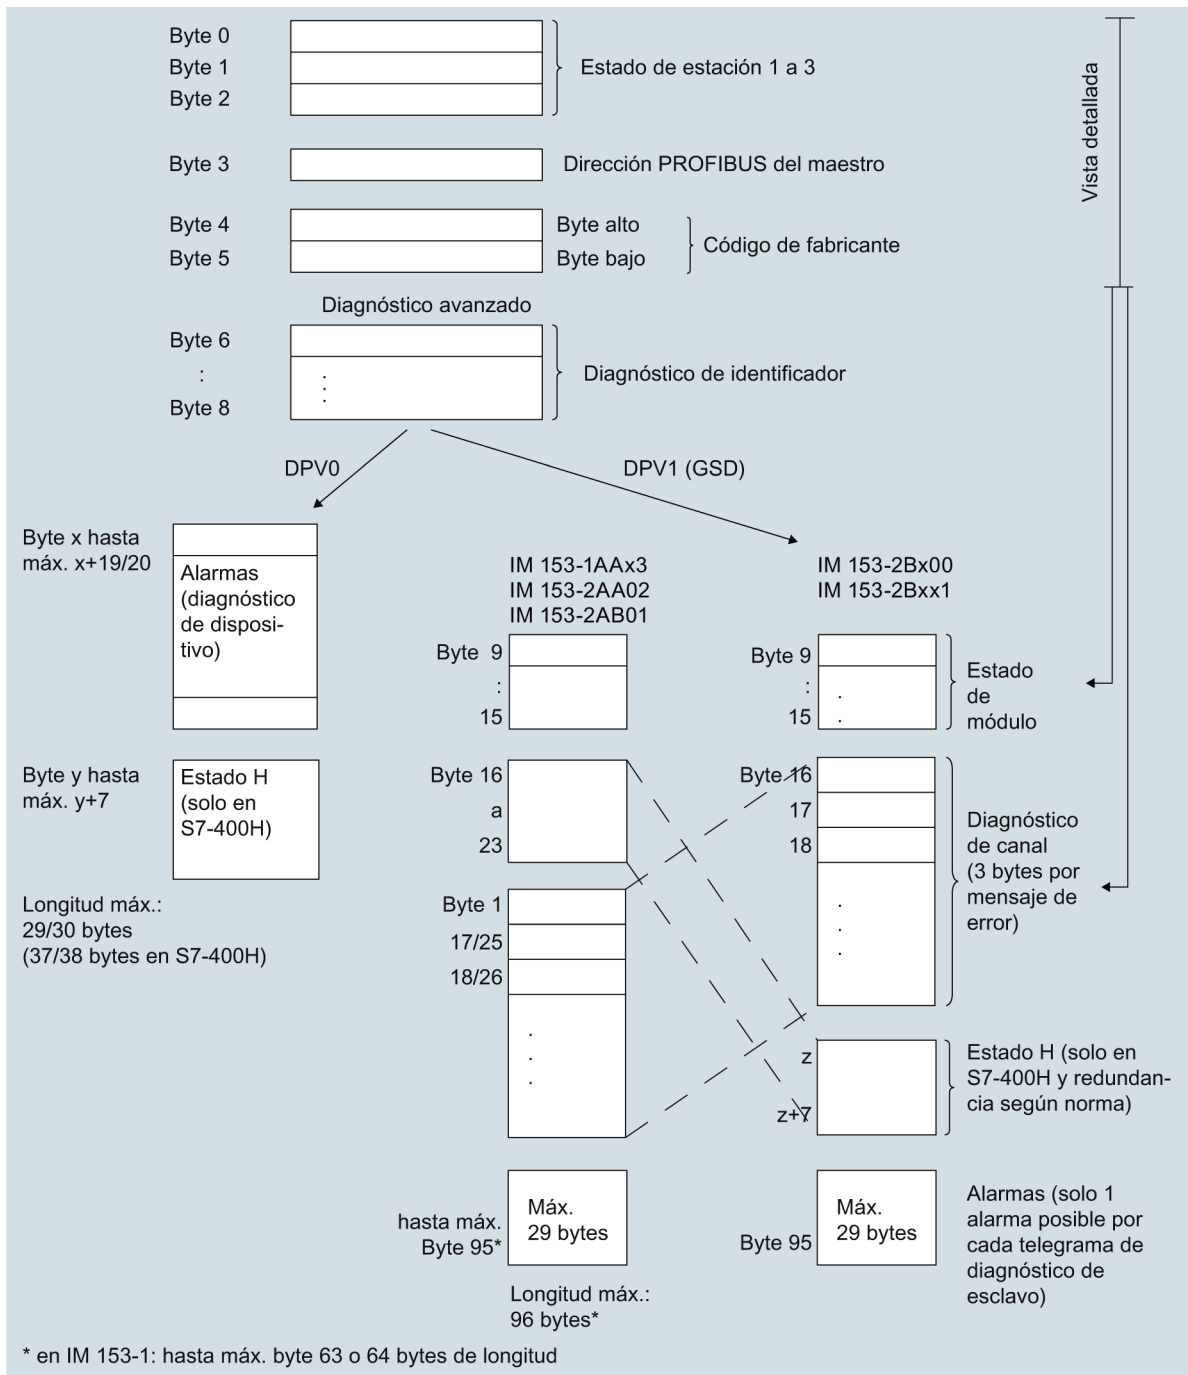 Byte 0
Byte 1
Byte 2
Estado de estación 1 a 3
Vista detallada
Byte 3
Dirección PROFIBUS del maestro
Byte 4
Byte alto
Byte 5
Byte bajo
Código de fabricante
Diagnóstico avanzado
Byte 6
:
Byte 8
Diagnóstico de identificador
DPV0
DPV1 (GSD)
Byte x hasta
máx. x+19/20
Alarmas
(diagnóstico
de disposi-
tivo)
IM 153-1AAx3
IM 153-2AA02
IM 153-2AB01
IM 153-2Bx00
IM 153-2Bxx1
Byte 9
:
15
Byte 9
:
15
Estado
de
módulo
Byte y hasta
máx. y+7
Estado H
(solo en
S7-400H)
Longitud máx.:
29/30 bytes
(37/38 bytes en S7-400H)
Byte 16
a
23
Byte 1
17/25
18/26
Byte 16
17
18
Diagnóstico
de canal
(3 bytes por
mensaje de
error)
z
z+7
Estado H (solo en
S7-400H y redundan-
cia según norma)
hasta máx.
Byte 95*
Máx.
29 bytes
Byte 95
Máx.
29 bytes
Alarmas (solo 1
alarma posible por
cada telegrama de
diagnóstico de
esclavo)
Longitud máx.:
96 bytes*
* en IM 153-1: hasta máx. byte 63 o 64 bytes de longitud